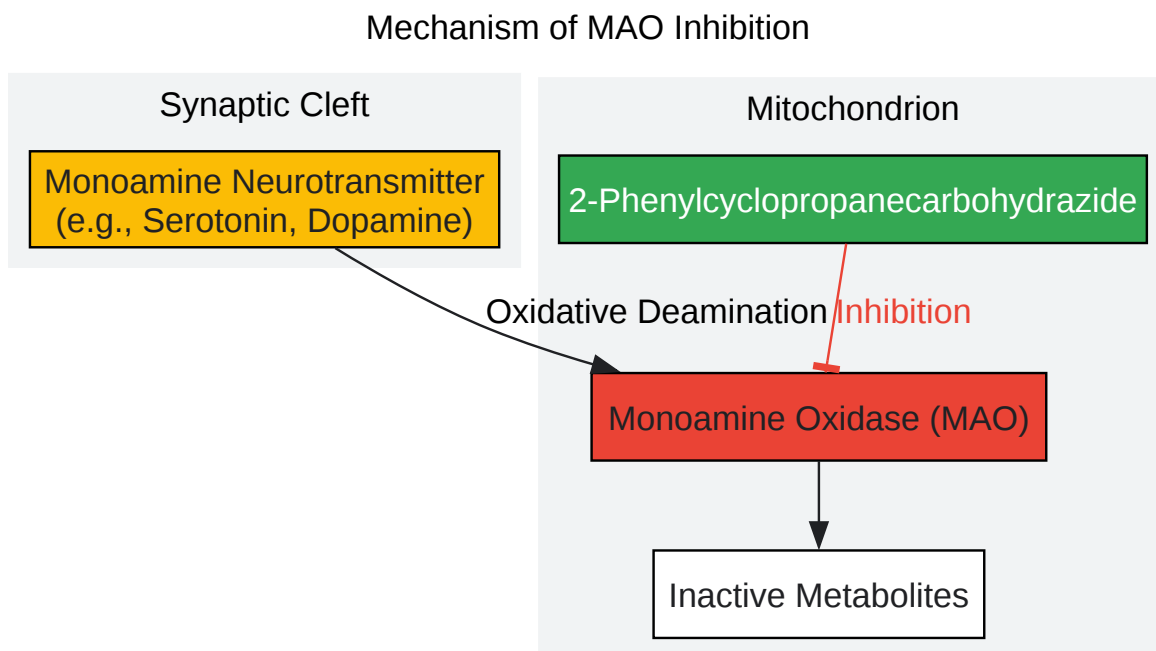 Mechanism of MAO Inhibition
Synaptic Cleft
Mitochondrion
Monoamine Neurotransmitter
(e.g., Serotonin, Dopamine)
2-Phenylcyclopropanecarbohydrazide
Oxidative Deamination
Inhibition
Monoamine Oxidase (MAO)
Inactive Metabolites